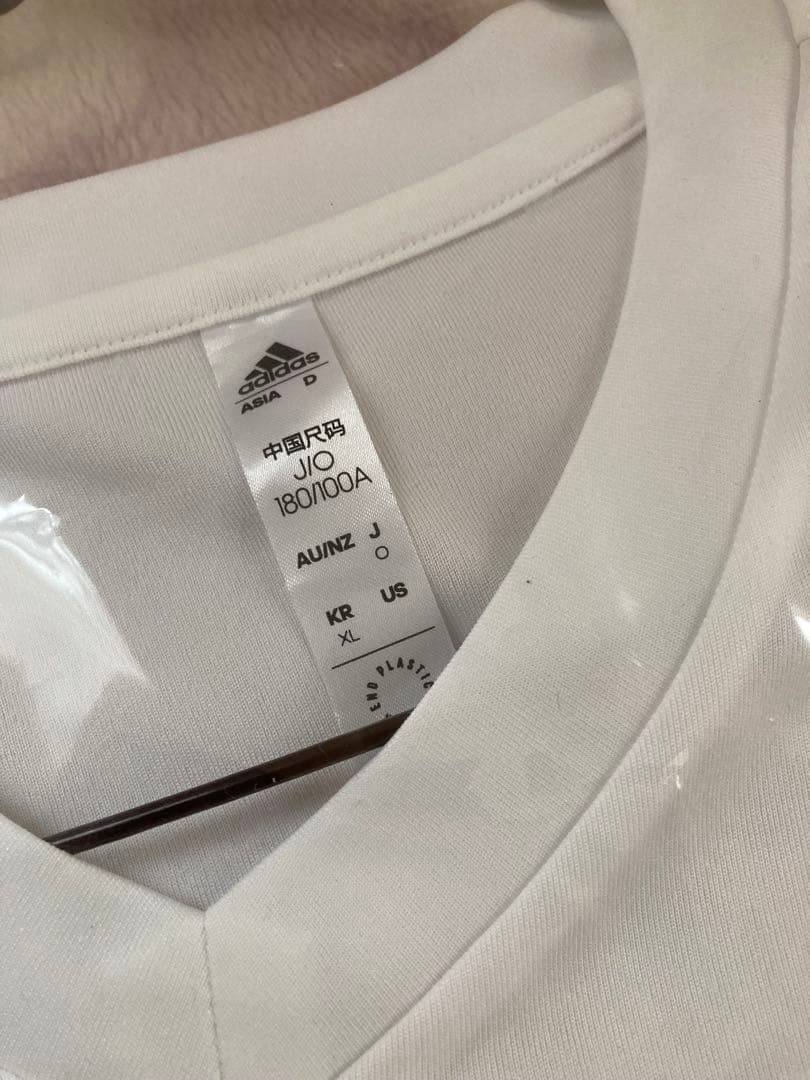 adidas
ASIA D
中国尺码
J/O
180/100A
AU/NZ J
O
KR US
XL
END PLASTIC